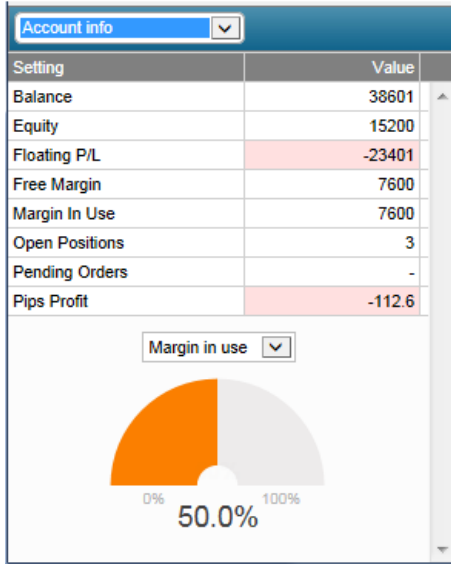 Account info
Setting Value
Balance 38601
Equity 15200
Floating P/L -23401
Free Margin 7600
Margin In Use 7600
Open Positions 3
Pending Orders -
Pips Profit -112.6
Margin in use
0% 100%
50.0%